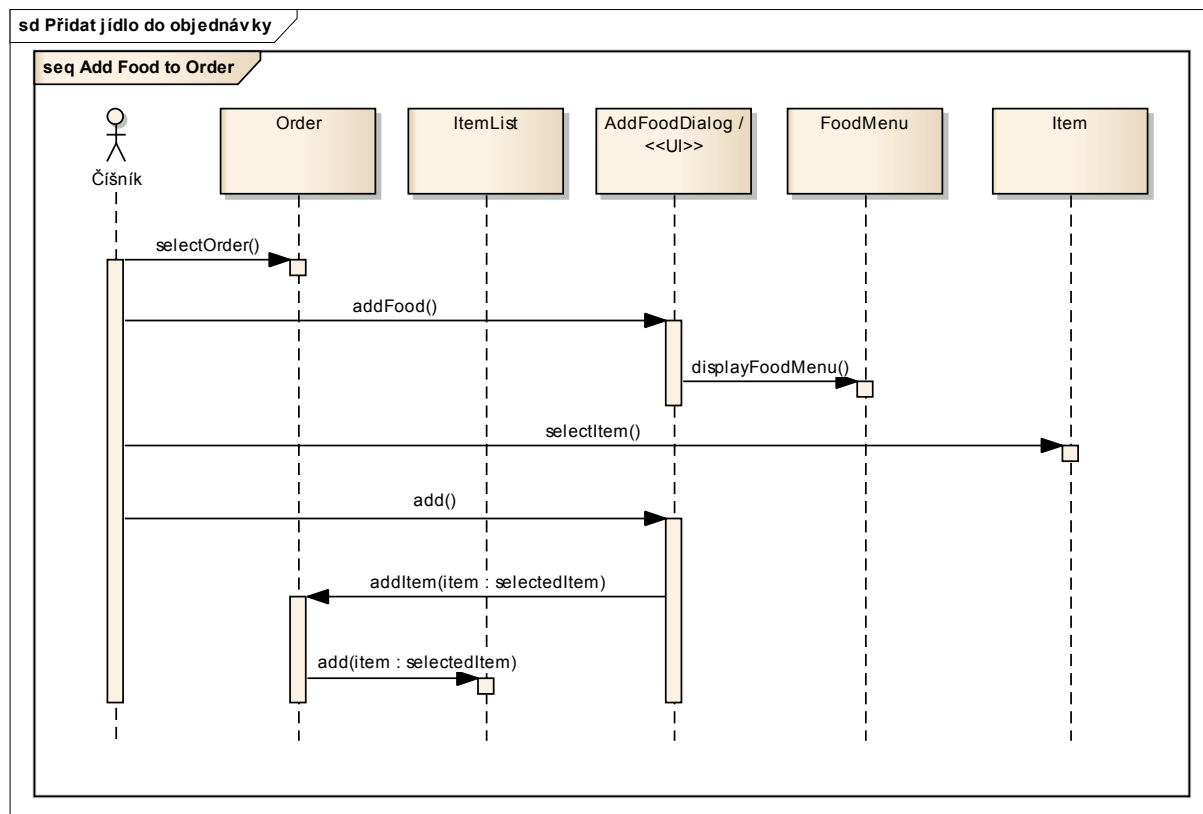 sd Přidat jídlo do objednávky
seq Add Food to Order
Číšník
Order
ItemList
AddFoodDialog /
<<UI>>
FoodMenu
Item
selectOrder()
addFood()
displayFoodMenu()
selectItem()
add()
addItem(item : selectedItem)
add(item : selectedItem)